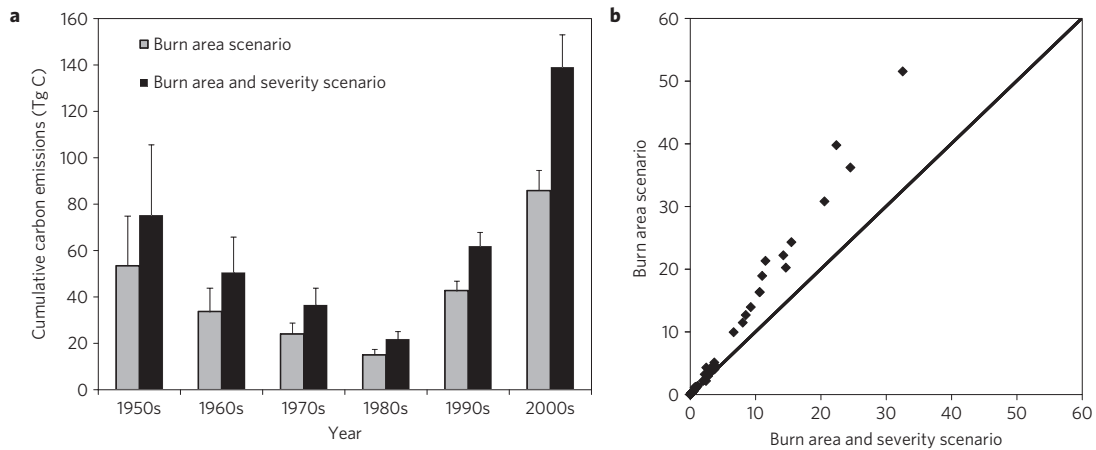 a
160
140
120
100
80
60
40
20
0
Cumulative carbon emissions (Tg C)
Burn area scenario
Burn area and severity scenario
1950s 1960s 1970s 1980s 1990s 2000s
Year
b
60
50
40
30
20
10
0
Burn area scenario
0 10 20 30 40 50 60
Burn area and severity scenario